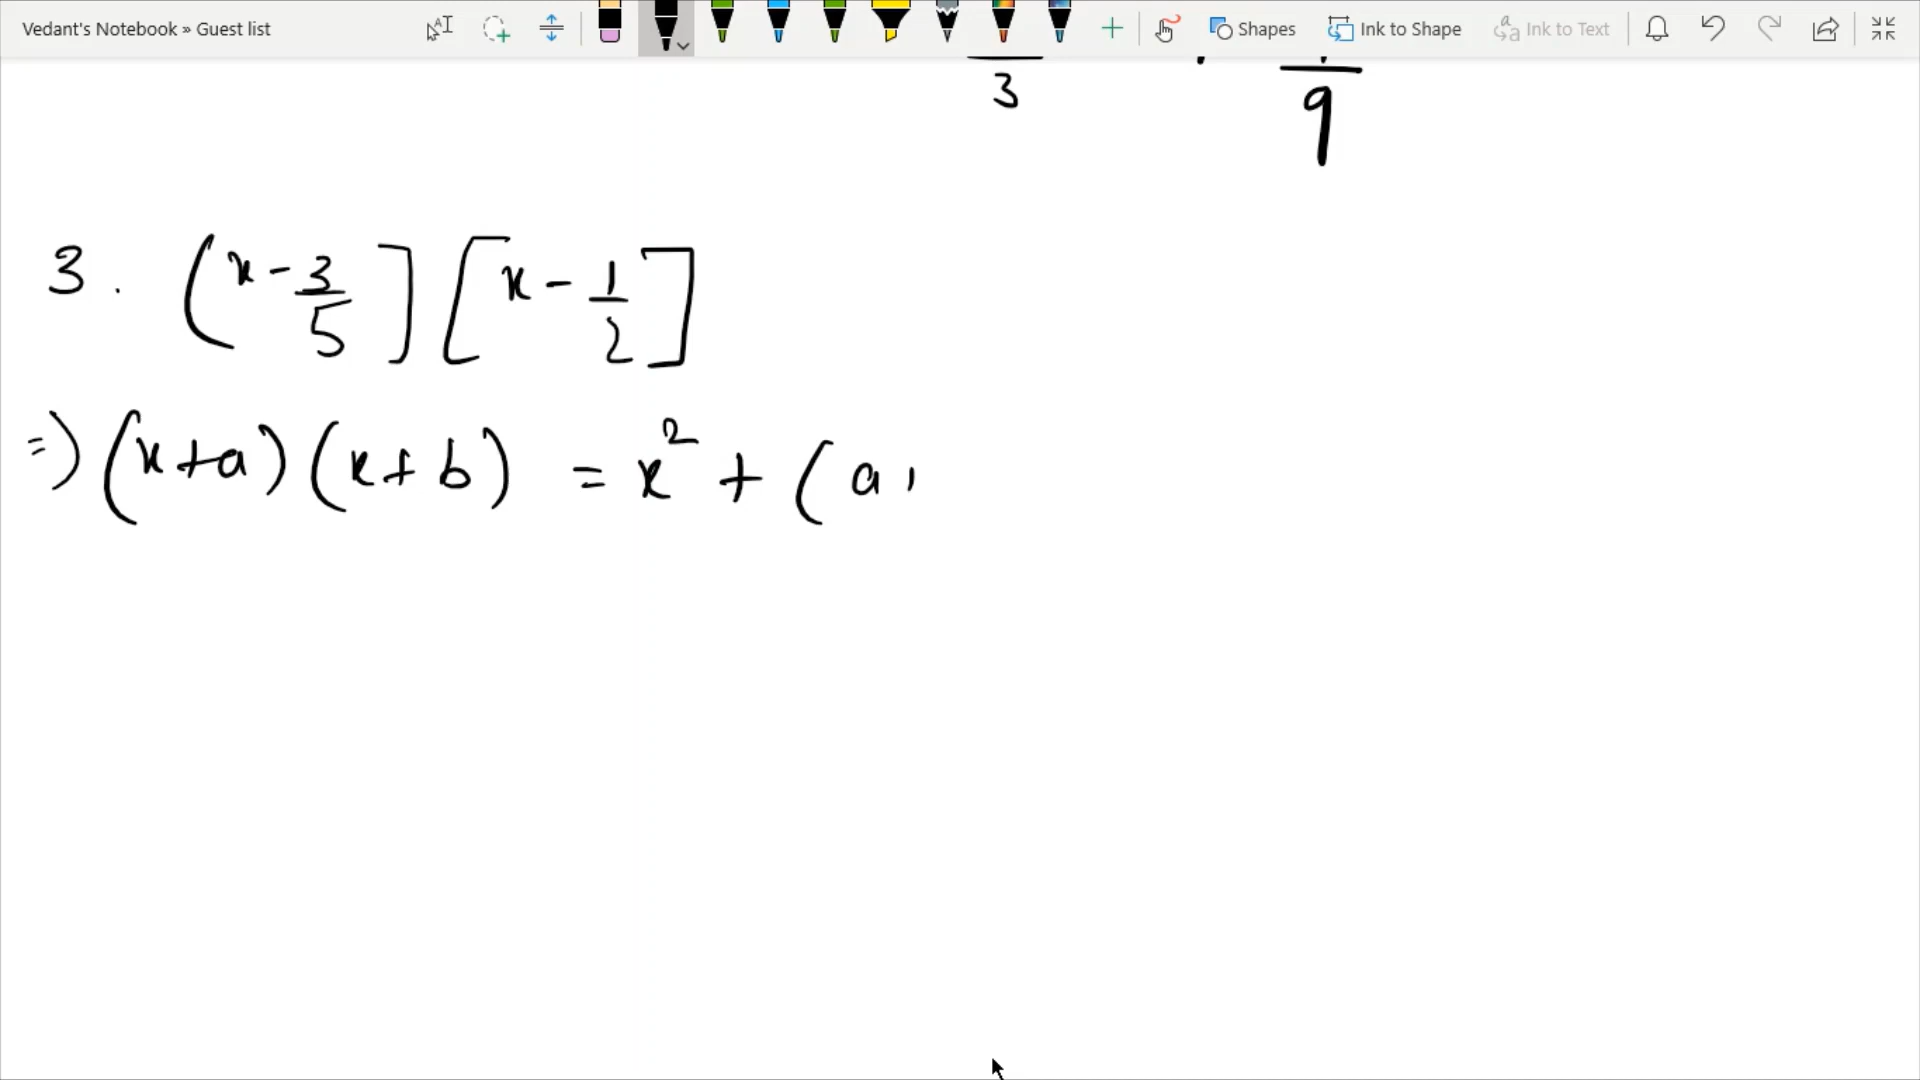 Vedant's Notebook » Guest list Shapes Ink to Shape Ink to Text
3 9
3. (x - 3/5] [x - 1/2]
=) (x+a) (x+b) = x² + (a